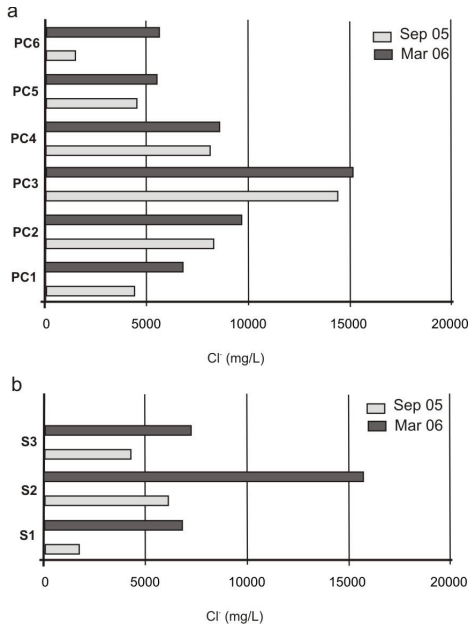 a
Sep 05
Mar 06
PC6
PC5
PC4
PC3
PC2
PC1
0 5000 10000 15000 20000
Cl⁻ (mg/L)
b
Sep 05
Mar 06
S3
S2
S1
0 5000 10000 15000 20000
Cl⁻ (mg/L)